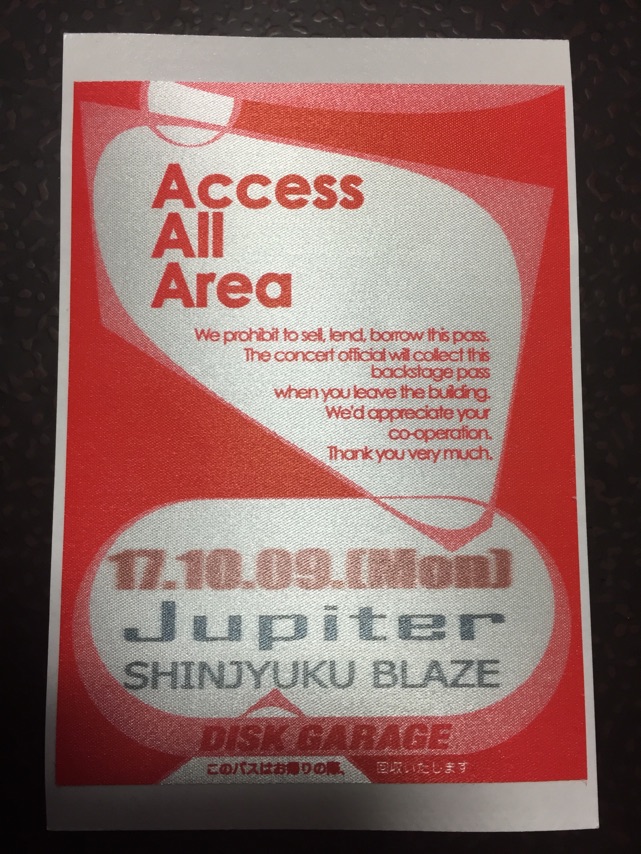 Access
All
Area
We prohibit to sell, lend, borrow this pass.
The concert official will collect this
backstage pass
when you leave the building.
We'd appreciate your
co-operation.
Thank you very much.
17.10.09.(Mon)
Jupiter
SHINJYUKU BLAZE
DISK GARAGE
このパスはお帰りの際、 回収いたします